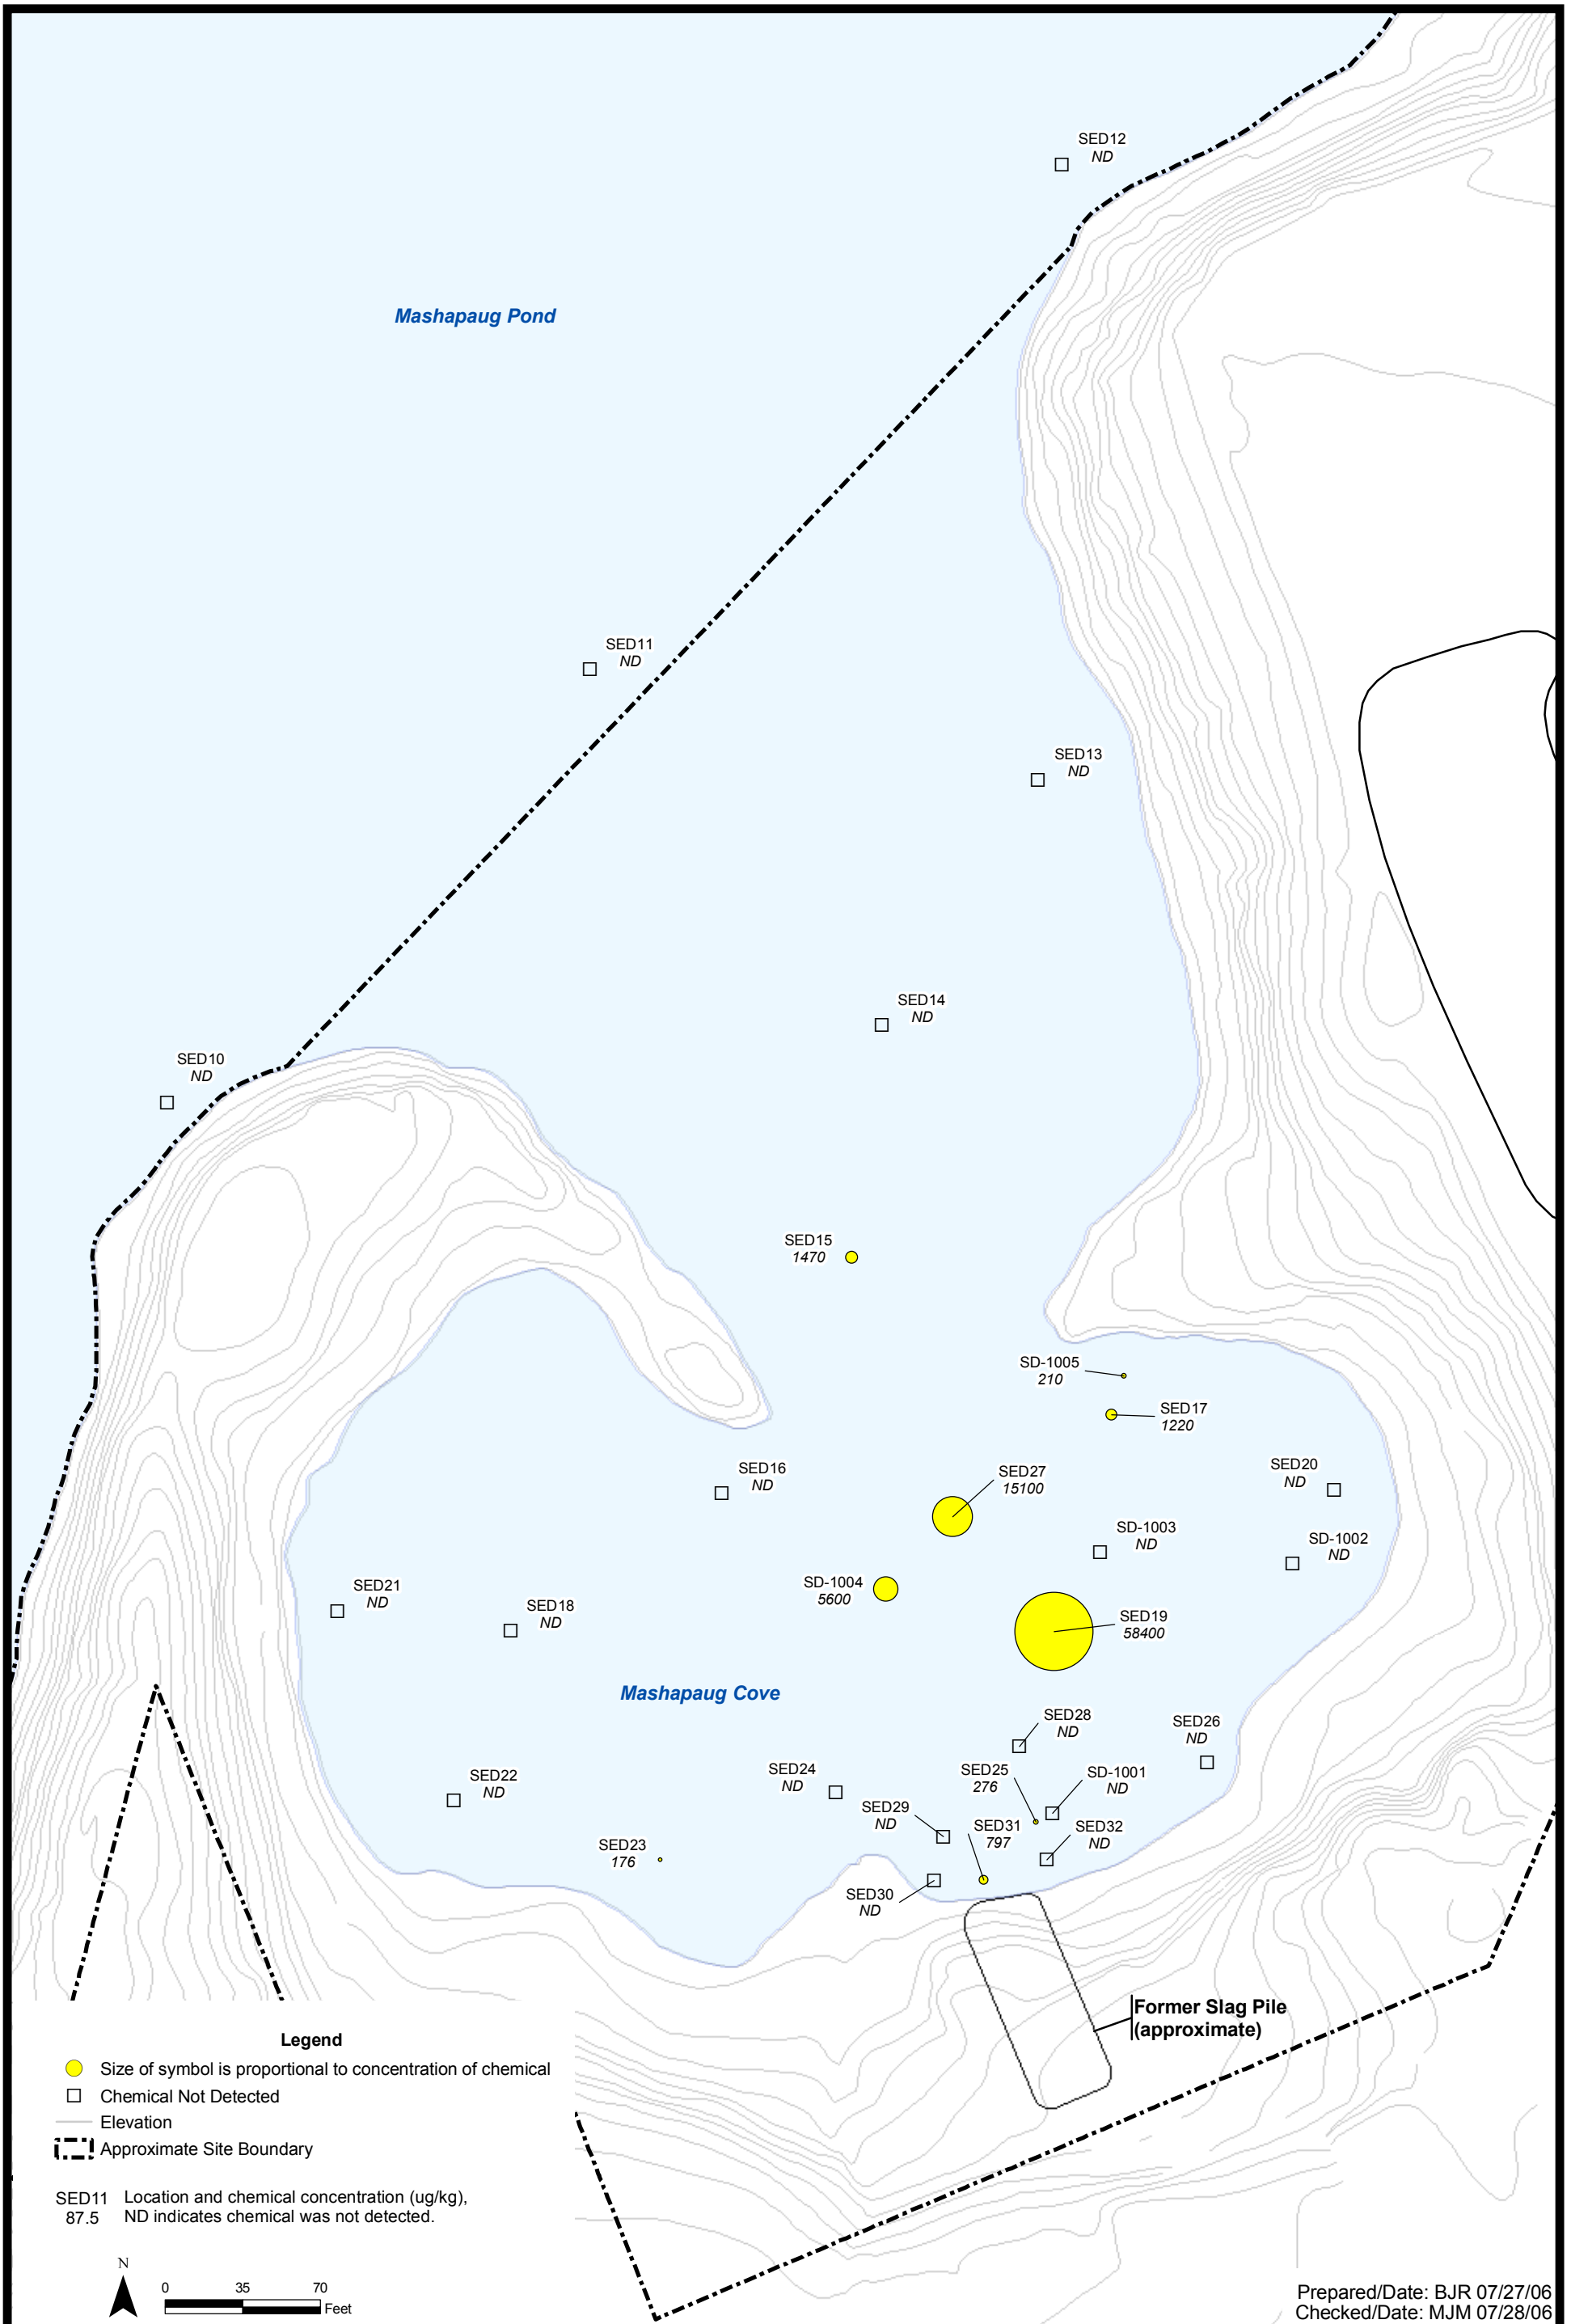 SED12
ND
Mashapaug Pond
SED11
ND
SED13
ND
SED14
ND
SED10
ND
SED15
1470
SD-1005
210
SED17
1220
SED16
ND
SED27
15100
SED20
ND
SD-1003
ND
SD-1002
ND
SED21
ND
SED18
ND
SD-1004
5600
SED19
58400
Mashapaug Cove
SED28
ND
SED26
ND
SED22
ND
SED24
ND
SED25
276
SD-1001
ND
SED29
ND
SED31
797
SED32
ND
SED23
176
SED30
ND
Former Slag Pile
(approximate)
Legend
Size of symbol is proportional to concentration of chemical
Chemical Not Detected
Elevation
Approximate Site Boundary
SED11 Location and chemical concentration (ug/kg),
87.5 ND indicates chemical was not detected.
N
0 35 70
Feet
Prepared/Date: BJR 07/27/06
Checked/Date: MJM 07/28/06